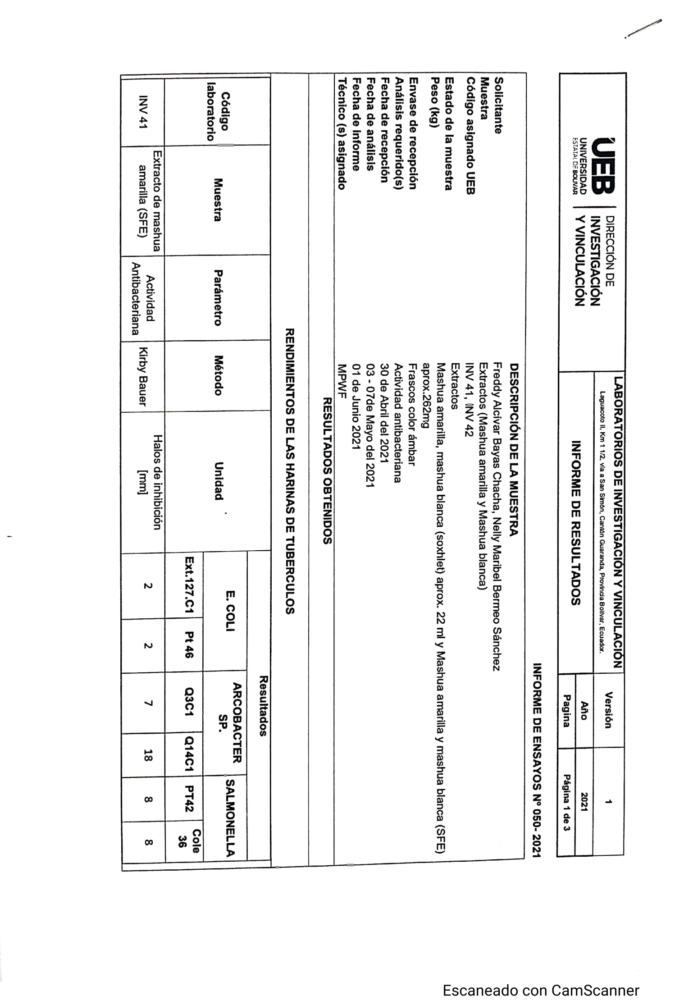 ÚEB
UNIVERSIDAD
ESTATAL DE BOLIVAR
DIRECCIÓN DE
INVESTIGACIÓN
Y VINCULACIÓN
LABORATORIOS DE INVESTIGACIÓN Y VINCULACIÓN
Laguacoto II, Km 1 1/2, vía a San Simón, Cantón Guaranda, Provincia Bolívar, Ecuador.
INFORME DE RESULTADOS
Versión 1
Año 2021
Pagina Página 1 de 3
INFORME DE ENSAYOS Nº 050- 2021
DESCRIPCIÓN DE LA MUESTRA
Solicitante Freddy Alcívar Bayas Chacha, Nelly Maribel Bermeo Sánchez
Muestra Extractos (Mashua amarilla y Mashua blanca)
Código asignado UEB INV 41, INV 42
Estado de la muestra Extractos
Peso (kg) Mashua amarilla, mashua blanca (soxhlet) aprox. 22 ml y Mashua amarilla y mashua blanca (SFE)
aprox.262mg
Envase de recepción Frascos color ámbar
Análisis requerido(s) Actividad antibacteriana
Fecha de recepción 30 de Abril del 2021
Fecha de análisis 03 - 07de Mayo del 2021
Fecha de informe 01 de Junio 2021
Técnico (s) asignado MPWF
RESULTADOS OBTENIDOS
RENDIMIENTOS DE LAS HARINAS DE TUBERCULOS
Código
laboratorio
Muestra
Parámetro
Método
Unidad
Resultados
E. COLI
ARCOBACTER
SP.
SALMONELLA
Ext.127.C1 Pt 46 Q3C1 Q14C1 PT42 Cole
36
INV 41
Extracto de mashua
amarilla (SFE)
Actividad
Antibacteriana
Kirby Bauer
Halos de inhibición
[mm]
2 2 7 18 8 8
Escaneado con CamScanner